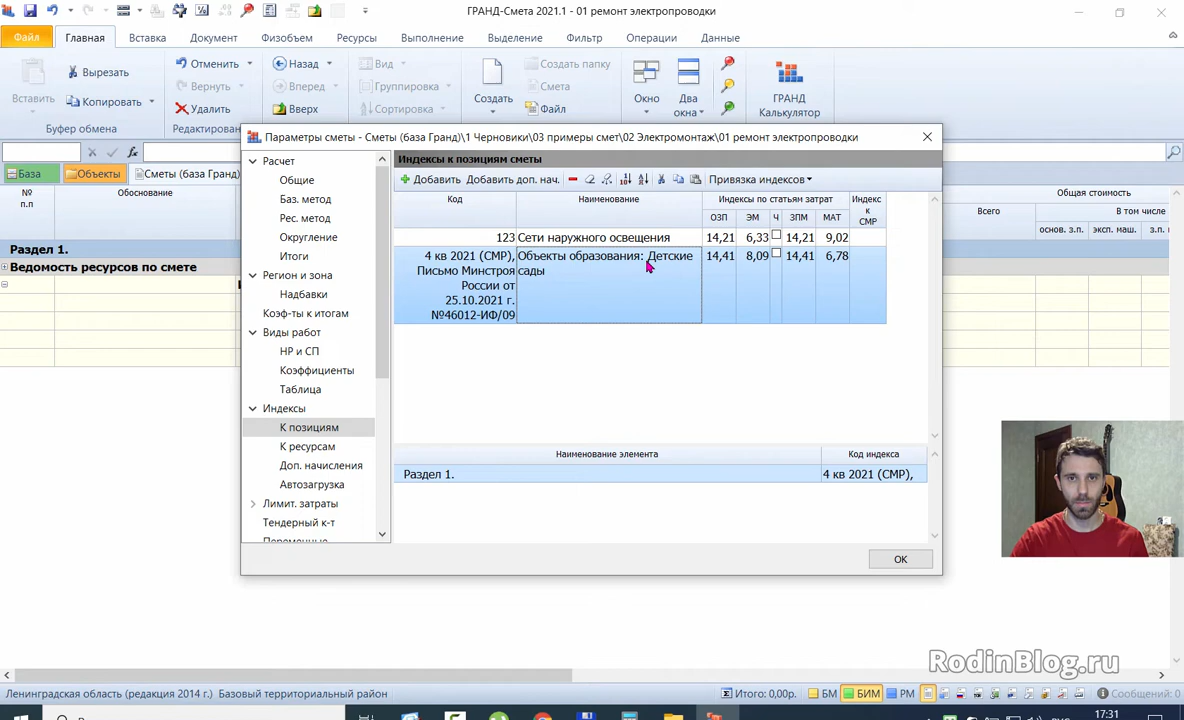 ГРАНД-Смета 2021.1 - 01 ремонт электропроводки
Файл
Главная
Вставка
Документ
Физобъем
Ресурсы
Выполнение
Выделение
Фильтр
Операции
Данные
Вставить
Вырезать
Копировать
Буфер обмена
Отменить
Вернуть
Удалить
Редактирован
Назад
Вперед
Вверх
Вид
Группировка
Сортировка
Создать
Создать папку
Смета
Файл
Окно
Два окна
ГРАНД Калькулятор
fx
База
Объекты
Сметы (база Гранд)
№ п.п
Обоснование
Всего
Общая стоимость
В том числе
основ. з.п.
эксп. маш.
з.п.
Раздел 1.
Ведомость ресурсов по смете
Параметры сметы - Сметы (база Гранд)\1 Черновики\03 примеры смет\02 Электромонтаж\01 ремонт электропроводки
Расчет
Общие
Баз. метод
Рес. метод
Округление
Итоги
Регион и зона
Надбавки
Коэф-ты к итогам
Виды работ
НР и СП
Коэффициенты
Таблица
Индексы
К позициям
К ресурсам
Доп. начисления
Автозагрузка
Лимит. затраты
Тендерный к-т
Переменные
Индексы к позициям сметы
Добавить
Добавить доп. нач.
Привязка индексов
Код
Наименование
Индексы по статьям затрат
ОЗП
ЭМ
Ч
ЗПМ
МАТ
Индекс
к
СМР
123 Сети наружного освещения 14,21 6,33 14,21 9,02
4 кв 2021 (СМР), Объекты образования: Детские 14,41 8,09 14,41 6,78
Письмо Минстроя сады
России от
25.10.2021 г.
№46012-ИФ/09
Наименование элемента
Код индекса
Раздел 1.
4 кв 2021 (СМР),
OK
RodinBlog.ru
Ленинградская область (редакция 2014 г.) Базовый территориальный район
Итого: 0,00р.
БМ
БИМ
РМ
Сообщений: 0
17:31